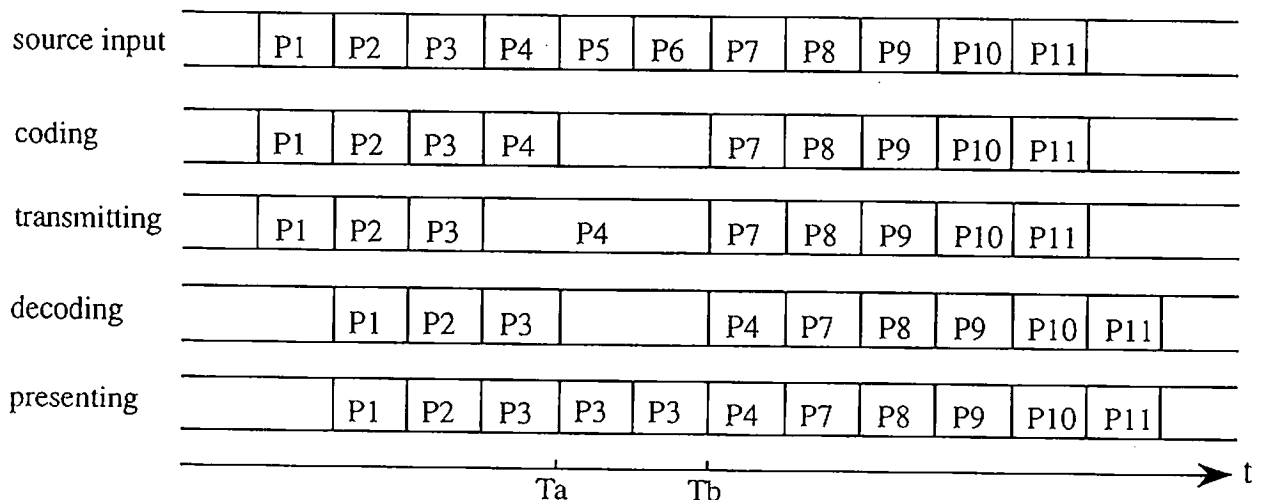 source input P1 P2 P3 P4 P5 P6 P7 P8 P9 P10 P11
coding P1 P2 P3 P4 P7 P8 P9 P10 P11
transmitting P1 P2 P3 P4 P7 P8 P9 P10 P11
decoding P1 P2 P3 P4 P7 P8 P9 P10 P11
presenting P1 P2 P3 P3 P3 P4 P7 P8 P9 P10 P11
t
Ta Tb